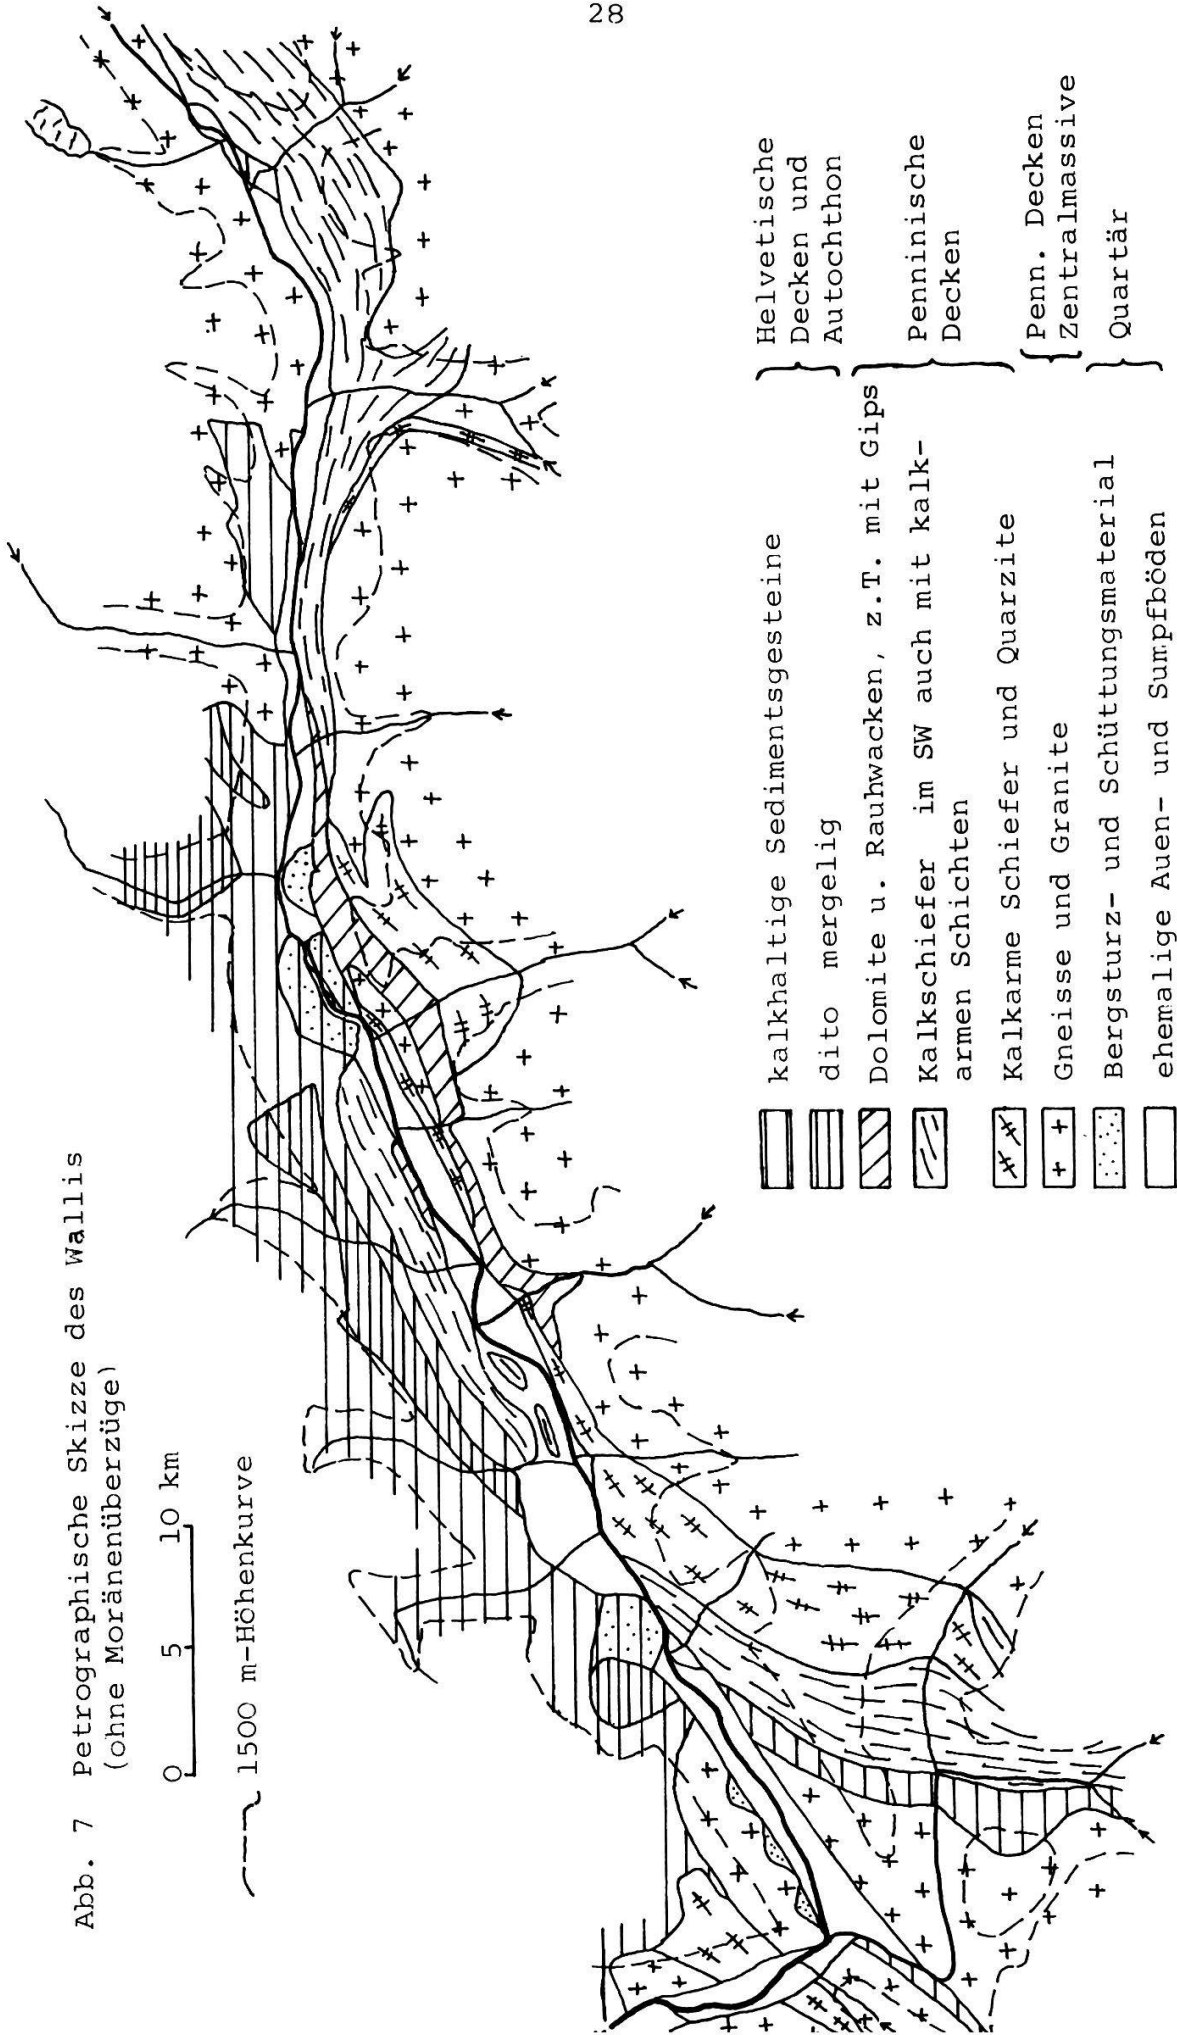 28
Abb. 7 Petrographische Skizze des Wallis
(ohne Moränenüberzüge)
0 5 10 km
1500 m-Höhenkurve
kalkhaltige Sedimentsgesteine
dito mergelig
Dolomite u. Rauhwacken, z.T. mit Gips
Kalkschiefer im SW auch mit kalk-
armen Schichten
Kalkarme Schiefer und Quarzite
Gneisse und Granite
Bergsturz- und Schüttungsmaterial
ehemalige Auen- und Sumpfböden
Helvetische
Decken und
Autochthon
Penninische
Decken
Penn. Decken
Zentralmassive
Quartär